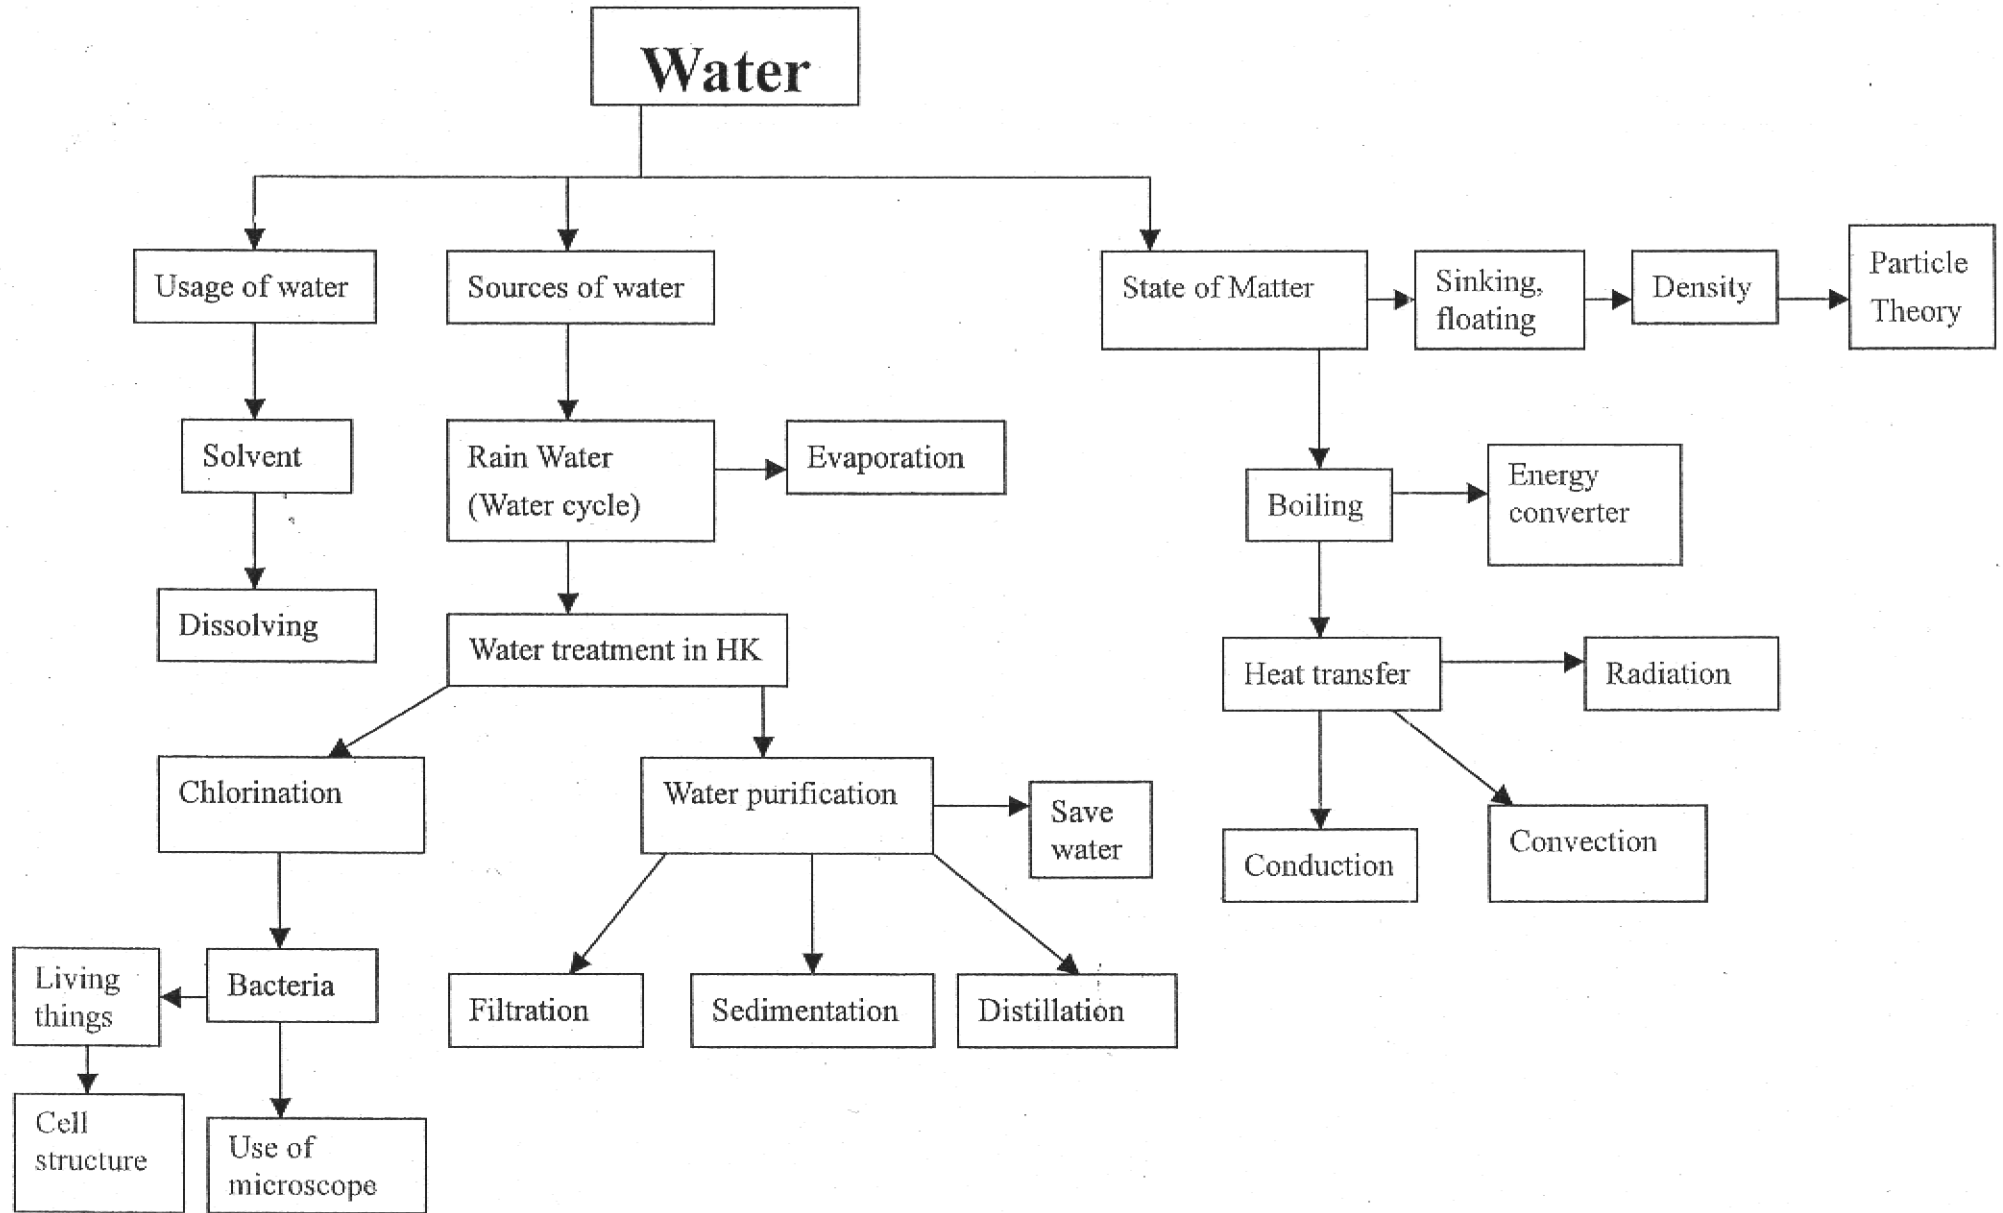 Water
Usage of water
Sources of water
State of Matter
Sinking,
floating
Density
Particle
Theory
Solvent
Rain Water
(Water cycle)
Evaporation
Boiling
Energy
converter
Dissolving
Water treatment in HK
Heat transfer
Radiation
Chlorination
Water purification
Save
water
Conduction
Convection
Living
things
Bacteria
Filtration
Sedimentation
Distillation
Cell
structure
Use of
microscope